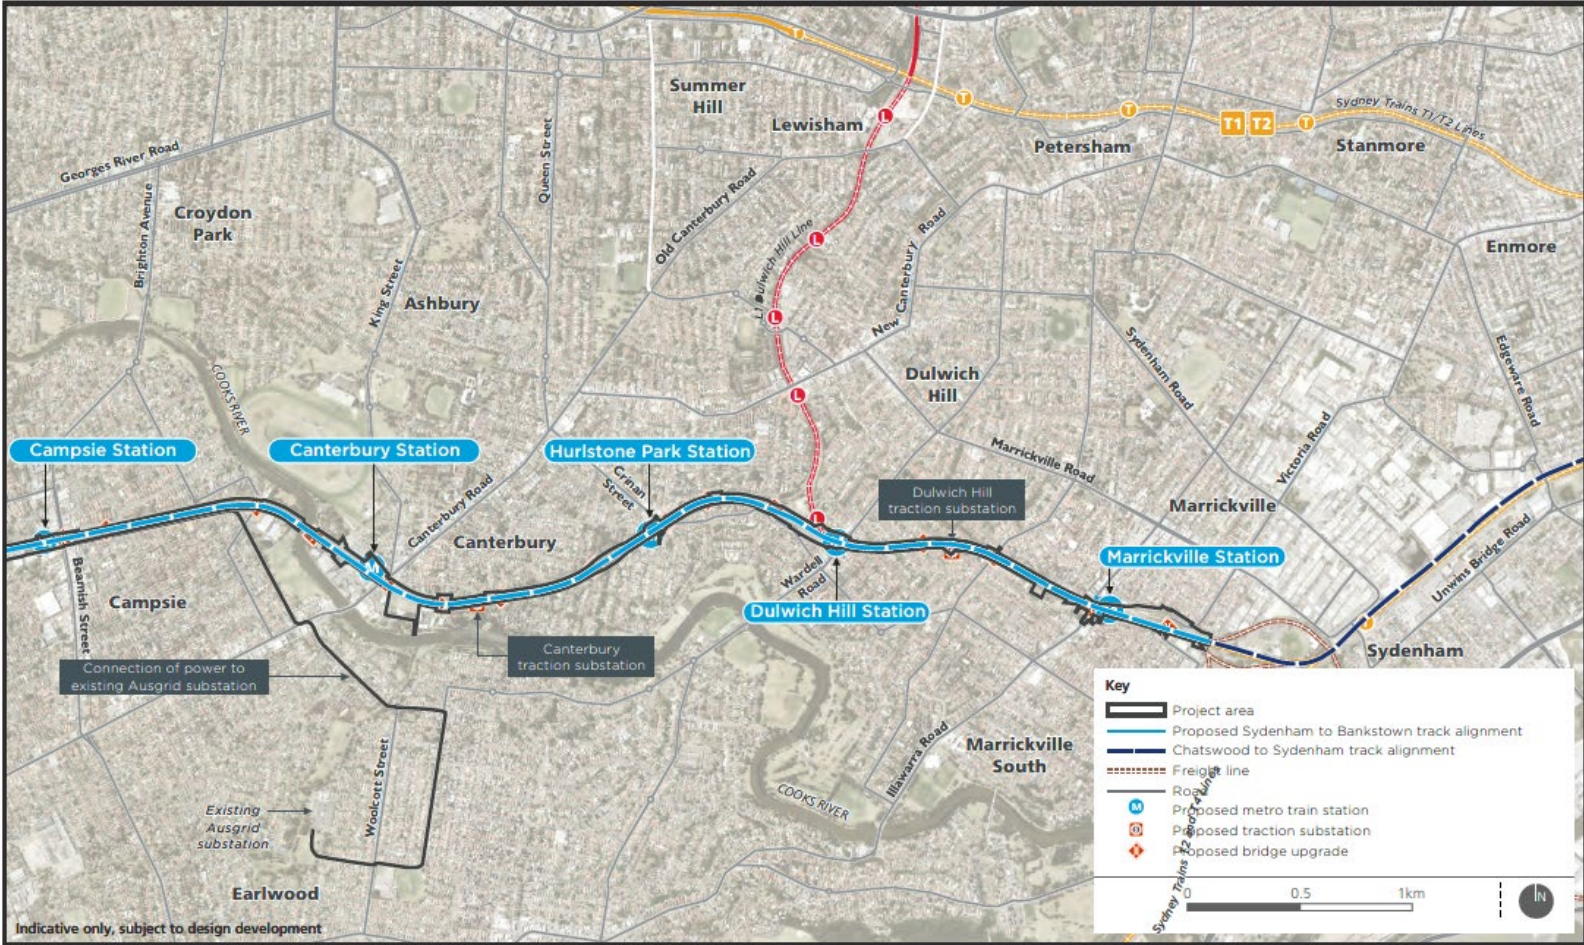 Summer
Hill
Lewisham
T
T
T
T1 T2
T
Sydney Trains T1/T2 Lines
Petersham
Stanmore
L
Georges River Road
Queen Street
Brighton Avenue
Croydon
Park
Old Canterbury Road
L
L1 Dulwich Hill Line
New Canterbury Road
Enmore
King Street
Ashbury
L
Sydenham Road
Edgeware Road
COOKS RIVER
Dulwich
Hill
L
Campsie Station
Canterbury Station
Hurlstone Park Station
Marrickville Road
Victoria Road
Crinan
Street
Canterbury Road
Dulwich Hill
traction substation
Marrickville
L
Canterbury
Unwins Bridge Road
Marrickville Station
M
Beamish Street
Campsie
Wardell
Road
Dulwich Hill Station
Sydenham
Canterbury
traction substation
Connection of power to
existing Ausgrid substation
Woolcott Street
Illawarra Road
Marrickville
South
COOKS RIVER
Existing
Ausgrid
substation
Earlwood
Indicative only, subject to design development
Key
Project area
Proposed Sydenham to Bankstown track alignment
Chatswood to Sydenham track alignment
Freight line
Road
M Proposed metro train station
Proposed traction substation
Proposed bridge upgrade
Sydney Trains T2 and T4 Lines
0 0.5 1km
N